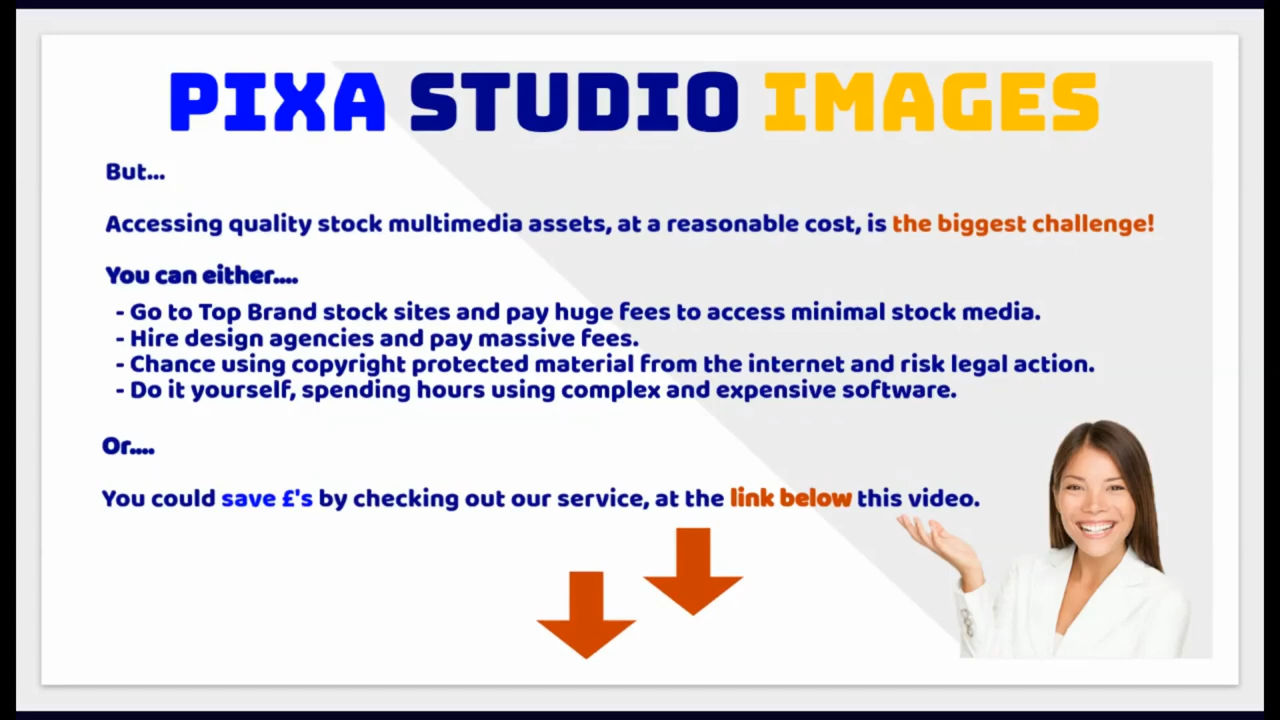 PIXA STUDIO IMAGES
But...
Accessing quality stock multimedia assets, at a reasonable cost, is the biggest challenge!
You can either....
- Go to Top Brand stock sites and pay huge fees to access minimal stock media.
- Hire design agencies and pay massive fees.
- Chance using copyright protected material from the internet and risk legal action.
- Do it yourself, spending hours using complex and expensive software.
Or....
You could save £'s by checking out our service, at the link below this video.